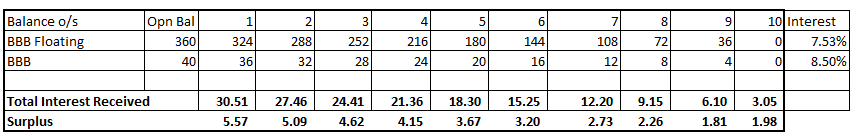 Balance o/s Opn Bal 1 2 3 4 5 6 7 8 9 10 Interest
BBB Floating 360 324 288 252 216 180 144 108 72 36 0 7.53%
BBB 40 36 32 28 24 20 16 12 8 4 0 8.50%
Total Interest Received 30.51 27.46 24.41 21.36 18.30 15.25 12.20 9.15 6.10 3.05
Surplus 5.57 5.09 4.62 4.15 3.67 3.20 2.73 2.26 1.81 1.98